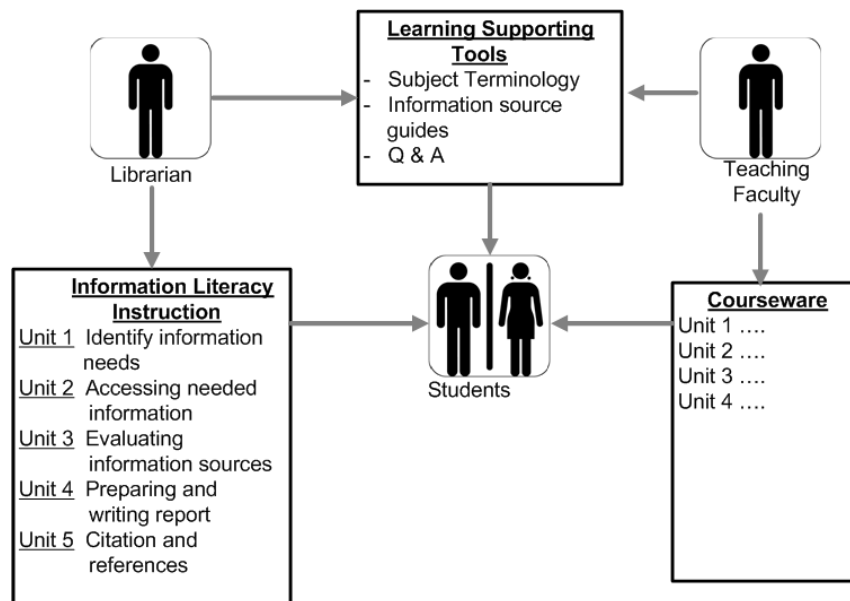 Learning Supporting
Tools
- Subject Terminology
- Information source
guides
- Q & A
Librarian
Teaching
Faculty
Information Literacy
Instruction
Unit 1 Identify information
needs
Unit 2 Accessing needed
information
Unit 3 Evaluating
information sources
Unit 4 Preparing and
writing report
Unit 5 Citation and
references
Students
Courseware
Unit 1 ....
Unit 2 ....
Unit 3 ....
Unit 4 ....